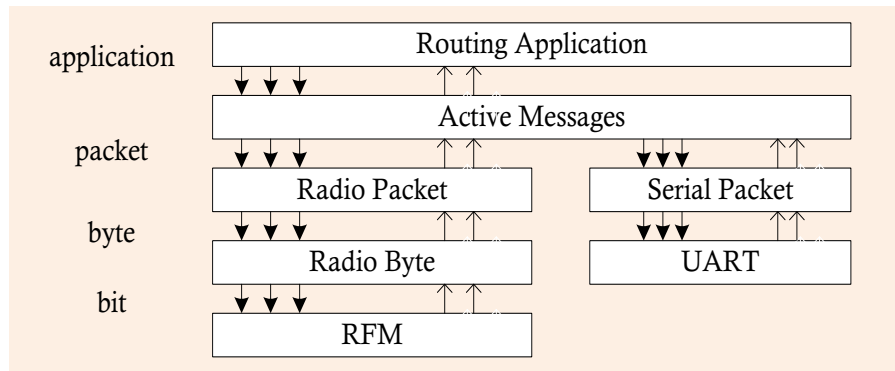 Routing Application
application
Active Messages
packet
Radio Packet
Serial Packet
byte
Radio Byte
UART
bit
RFM